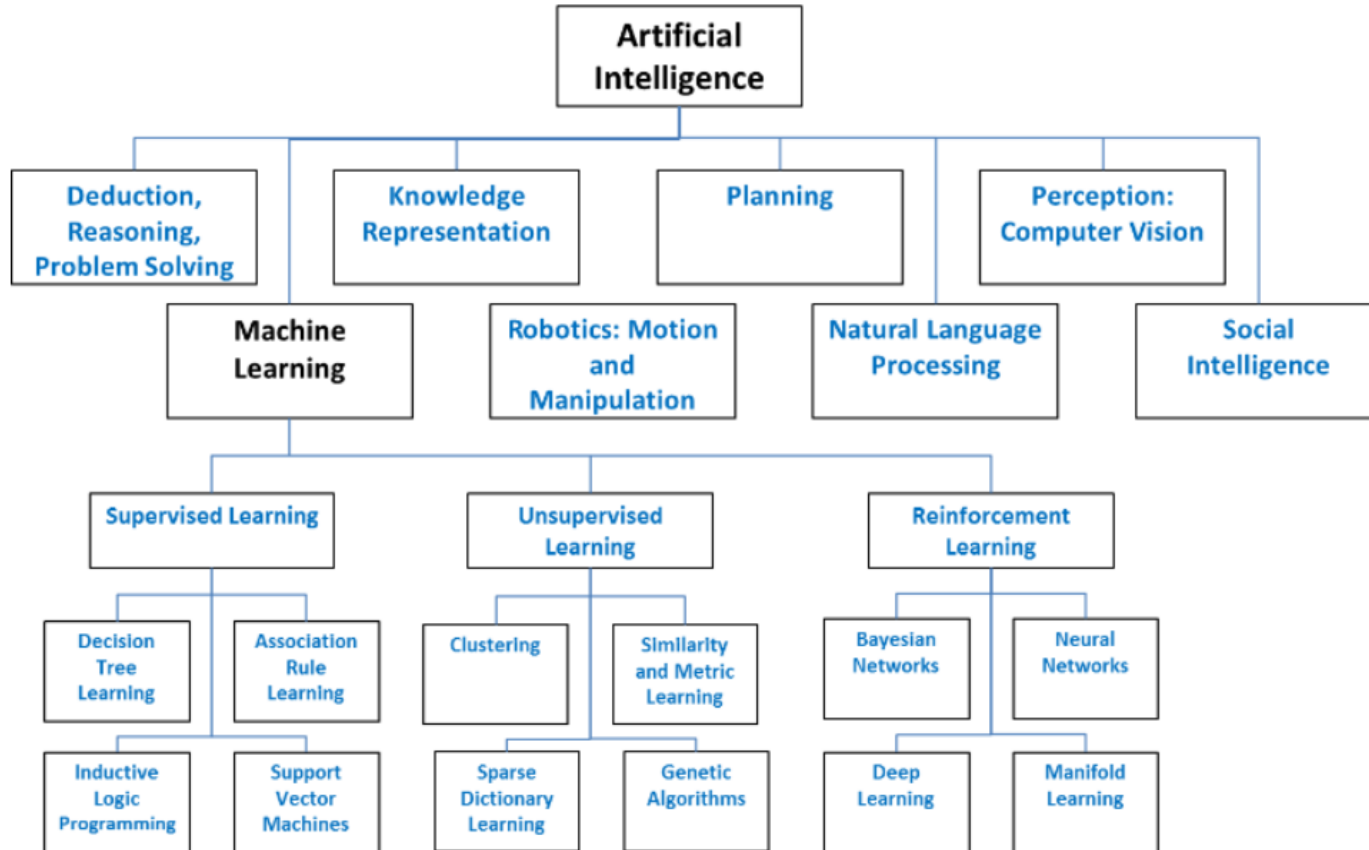 Artificial
Intelligence
Deduction,
Reasoning,
Problem Solving
Knowledge
Representation
Planning
Perception:
Computer Vision
Machine
Learning
Robotics: Motion
and
Manipulation
Natural Language
Processing
Social
Intelligence
Supervised Learning
Unsupervised
Learning
Reinforcement
Learning
Decision
Tree
Learning
Association
Rule
Learning
Clustering
Similarity
and Metric
Learning
Bayesian
Networks
Neural
Networks
Inductive
Logic
Programming
Support
Vector
Machines
Sparse
Dictionary
Learning
Genetic
Algorithms
Deep
Learning
Manifold
Learning